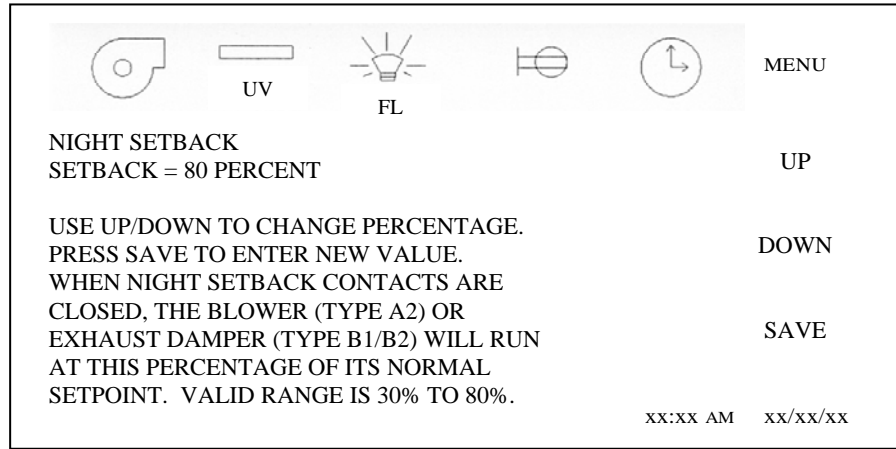 MENU
UV
FL
NIGHT SETBACK
SETBACK = 80 PERCENT
UP
USE UP/DOWN TO CHANGE PERCENTAGE.
PRESS SAVE TO ENTER NEW VALUE.
WHEN NIGHT SETBACK CONTACTS ARE
CLOSED, THE BLOWER (TYPE A2) OR
EXHAUST DAMPER (TYPE B1/B2) WILL RUN
AT THIS PERCENTAGE OF ITS NORMAL
SETPOINT. VALID RANGE IS 30% TO 80%.
DOWN
SAVE
xx:xx AM xx/xx/xx